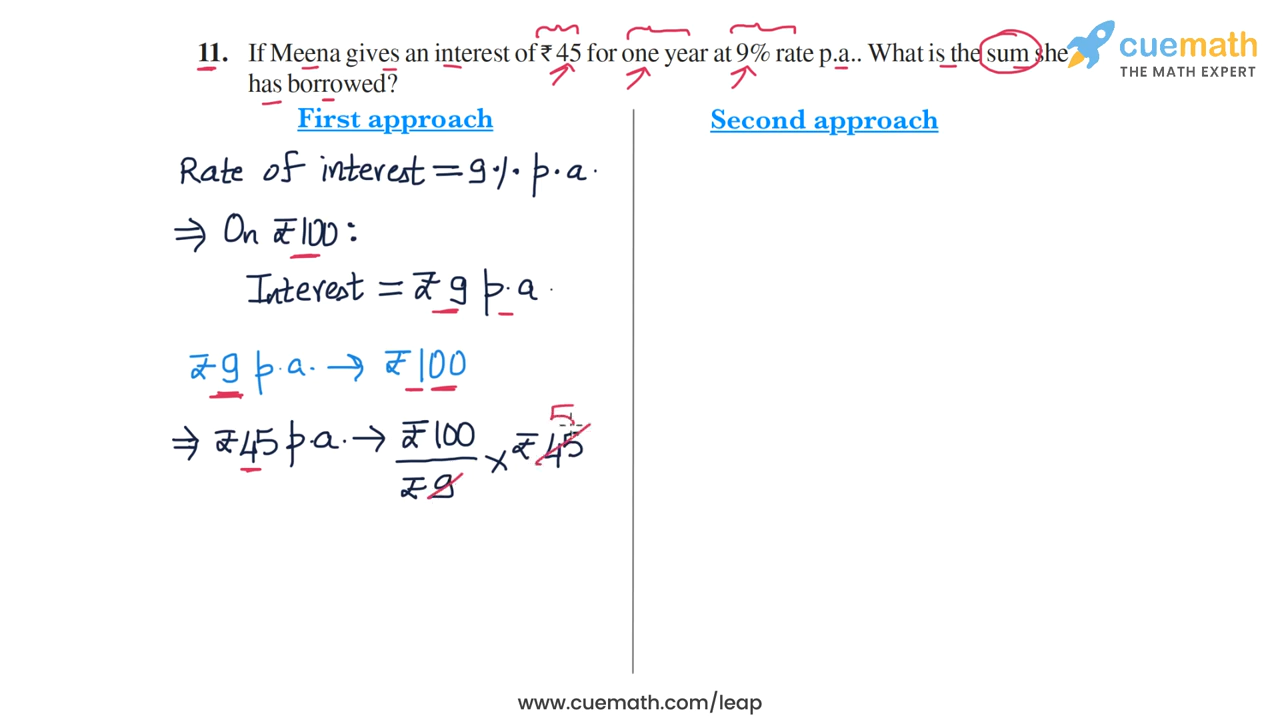 11. If Meena gives an interest of ₹ 45 for one year at 9% rate p.a.. What is the sum she
has borrowed?
cuemath
THE MATH EXPERT
First approach
Rate of interest = 9% p.a.
⇒ On ₹100:
Interest = ₹9 p.a.
₹9 p.a. → ₹100
⇒ ₹45 p.a. → ₹100/₹9 × ₹45
5
Second approach
www.cuemath.com/leap